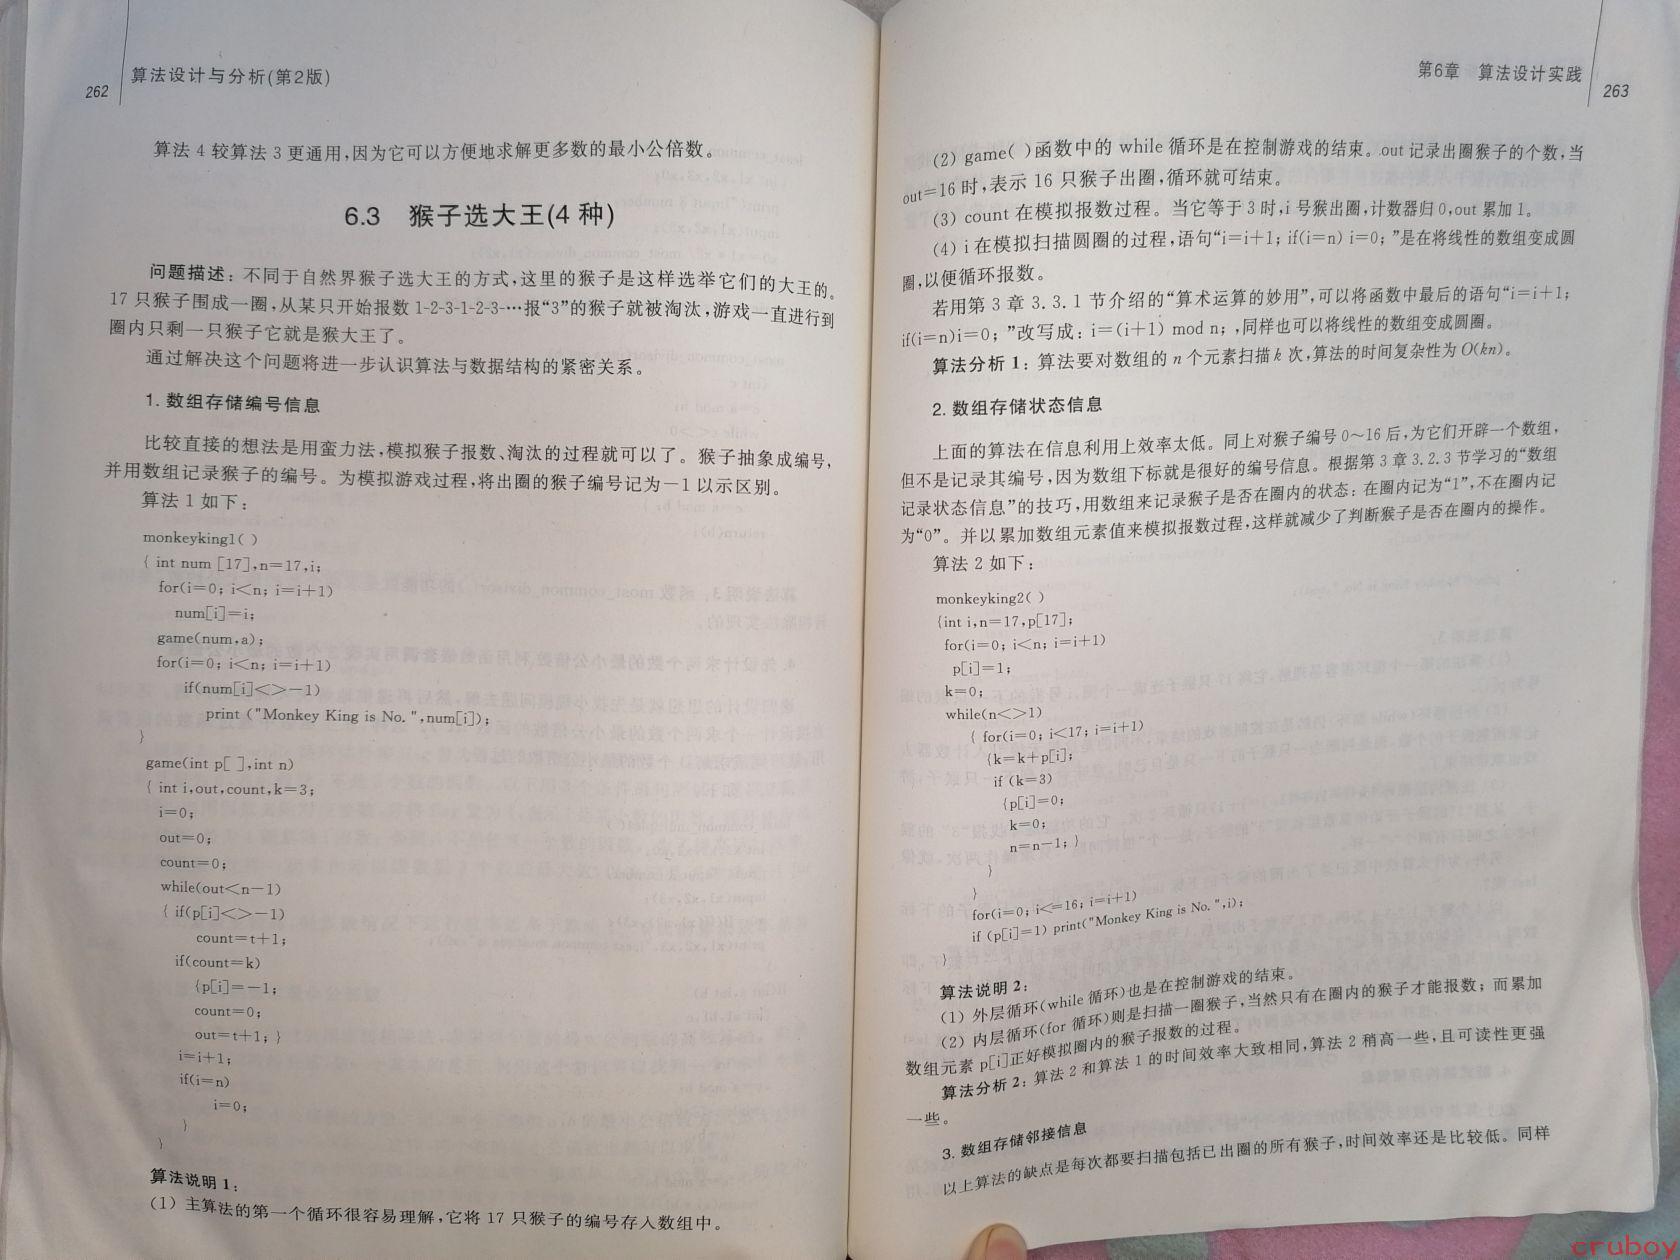 262
算法设计与分析(第2版)
算法 4 较算法 3 更通用,因为它可以方便地求解更多数的最小公倍数。
6.3 猴子选大王(4 种)
问题描述:不同于自然界猴子选大王的方式,这里的猴子是这样选举它们的大王的。
17 只猴子围成一圈,从某只开始报数 1-2-3-1-2-3-…报“3”的猴子就被淘汰,游戏一直进行到
圈内只剩一只猴子它就是猴大王了。
通过解决这个问题将进一步认识算法与数据结构的紧密关系。
1. 数组存储编号信息
比较直接的想法是用蛮力法,模拟猴子报数、淘汰的过程就可以了。猴子抽象成编号,
并用数组记录猴子的编号。为模拟游戏过程,将出圈的猴子编号记为−1 以示区别。
算法 1 如下:
monkeyking1( )
{ int num [17],n=17,i;
for(i=0; i<n; i=i+1)
num[i]=i;
game(num,a);
for(i=0; i<n; i=i+1)
if(num[i]<>−1)
print ("Monkey King is No. ",num[i]);
}
game(int p[ ],int n)
{ int i,out,count,k=3;
i=0;
out=0;
count=0;
while(out<n−1)
{ if(p[i]<>−1)
count=t+1;
if(count=k)
{p[i]=−1;
count=0;
out=t+1; }
i=i+1;
if(i=n)
i=0;
}
}
算法说明 1:
(1) 主算法的第一个循环很容易理解,它将 17 只猴子的编号存人数组中。
第6章 算法设计实践
263
(2) game( )函数中的 while 循环是在控制游戏的结束。out 记录出圈猴子的个数,当
out=16 时,表示 16 只猴子出圈,循环就可结束。
(3) count 在模拟报数过程。当它等于 3 时,i 号猴出圈,计数器归 0,out 累加 1。
(4) i 在模拟扫描圆圈的过程,语句“i=i+1; if(i=n) i=0; ”是在将线性的数组变成圆
圈,以便循环报数。
若用第 3 章 3.3.1 节介绍的“算术运算的妙用”,可以将函数中最后的语句“i=i+1;
if(i=n)i=0; ”改写成: i=(i+1) mod n; ,同样也可以将线性的数组变成圆圈。
算法分析 1: 算法要对数组的 n 个元素扫描 k 次,算法的时间复杂性为 O(kn)。
2. 数组存储状态信息
上面的算法在信息利用上效率太低。同上对猴子编号 0～16 后,为它们开辟一个数组,
但不是记录其编号,因为数组下标就是很好的编号信息。根据第 3 章 3.2.3 节学习的“数组
记录状态信息”的技巧,用数组来记录猴子是否在圈内的状态: 在圈内记为“1”,不在圈内记
为“0”。并以累加数组元素值来模拟报数过程,这样就减少了判断猴子是否在圈内的操作。
算法 2 如下:
monkeyking2( )
{int i,n=17,p[17];
for(i=0; i<n; i=i+1)
p[i]=1;
k=0;
while(n<>1)
{ for(i=0; i<17; i=i+1)
{k=k+p[i];
if (k=3)
{p[i]=0;
k=0;
n=n−1; }
}
}
for(i=0; i<=16; i=i+1)
if (p[i]=1) print("Monkey King is No. ",i);
}
算法说明 2:
(1) 外层循环(while 循环)也是在控制游戏的结束。
(2) 内层循环(for 循环)则是扫描一圈猴子,当然只有在圈内的猴子才能报数; 而累加
数组元素 p[i]正好模拟圈内的猴子报数的过程。
算法分析 2: 算法 2 和算法 1 的时间效率大致相同,算法 2 稍高一些,且可读性更强
一些。
3. 数组存储邻接信息
以上算法的缺点是每次都要扫描包括已出圈的所有猴子,时间效率还是比较低。同样
cruboy